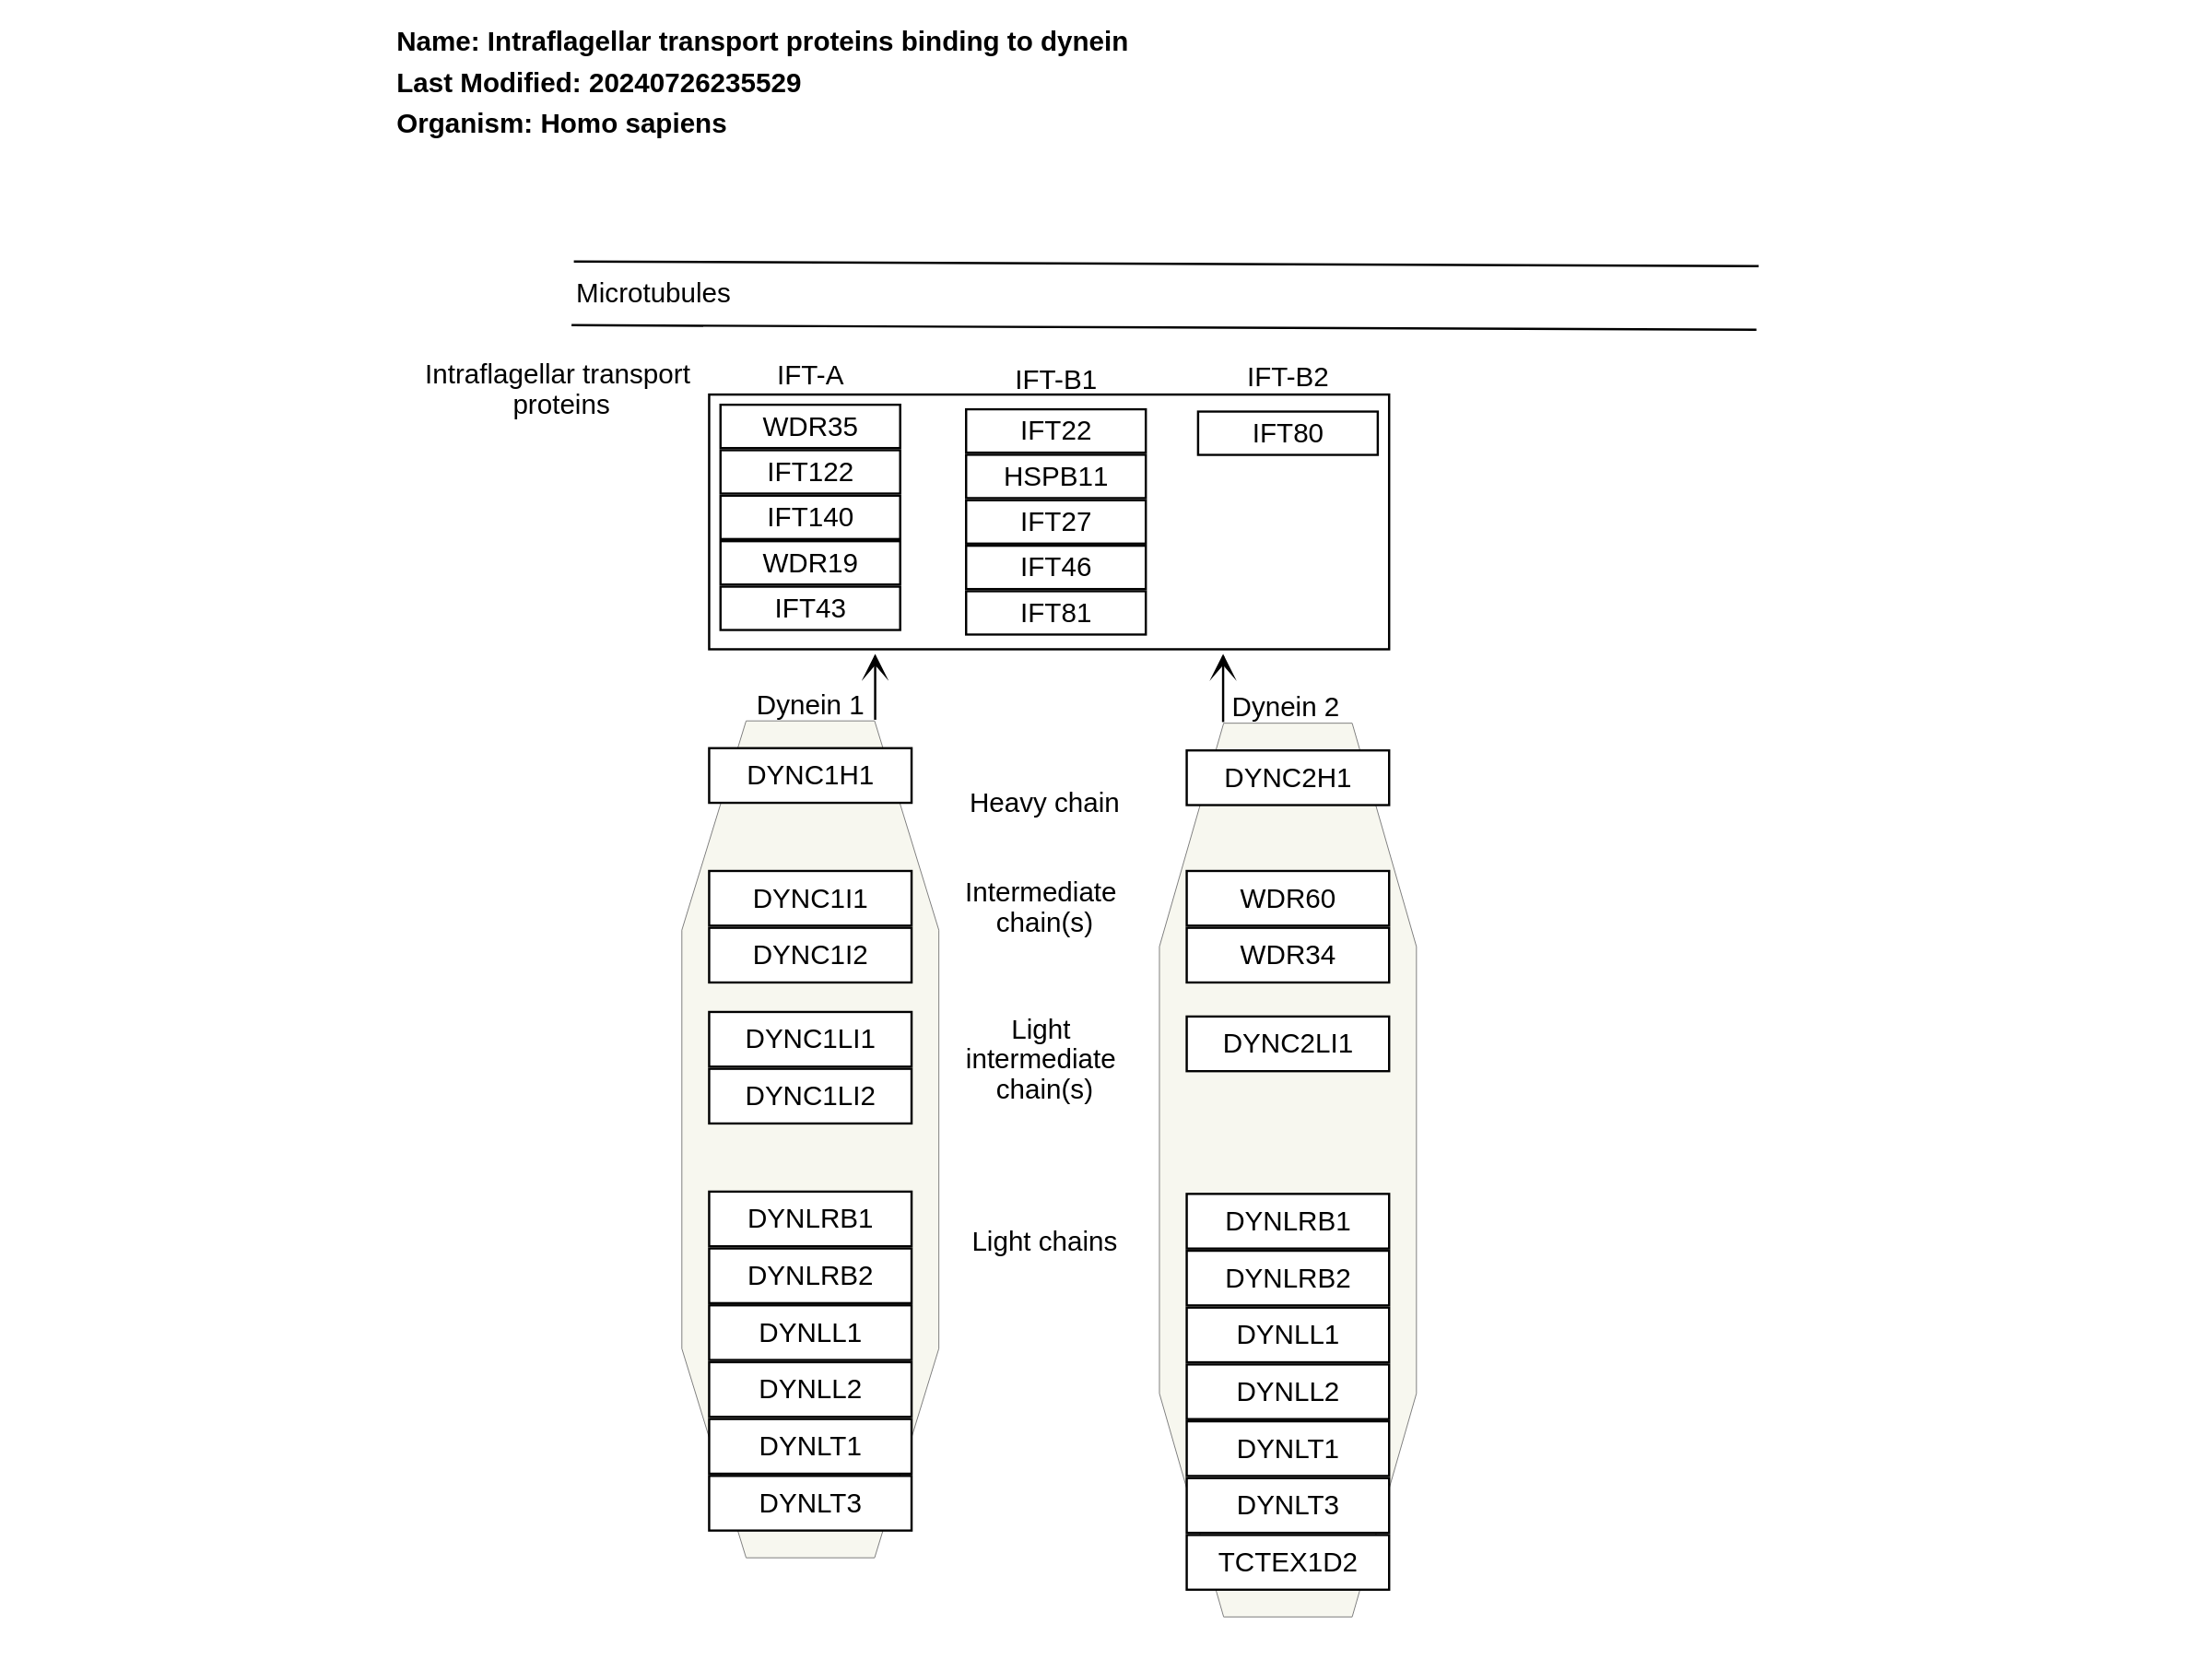 Name: Intraflagellar transport proteins binding to dynein
Last Modified: 20240726235529
Organism: Homo sapiens
Microtubules
Intraflagellar transport
proteins
IFT-A
IFT-B1
IFT-B2
WDR35
IFT122
IFT140
WDR19
IFT43
IFT22
HSPB11
IFT27
IFT46
IFT81
IFT80
Dynein 1
Dynein 2
DYNC1H1
Heavy chain
DYNC2H1
DYNC1I1
DYNC1I2
Intermediate
chain(s)
WDR60
WDR34
DYNC1LI1
DYNC1LI2
Light
intermediate
chain(s)
DYNC2LI1
DYNLRB1
DYNLRB2
DYNLL1
DYNLL2
DYNLT1
DYNLT3
Light chains
DYNLRB1
DYNLRB2
DYNLL1
DYNLL2
DYNLT1
DYNLT3
TCTEX1D2